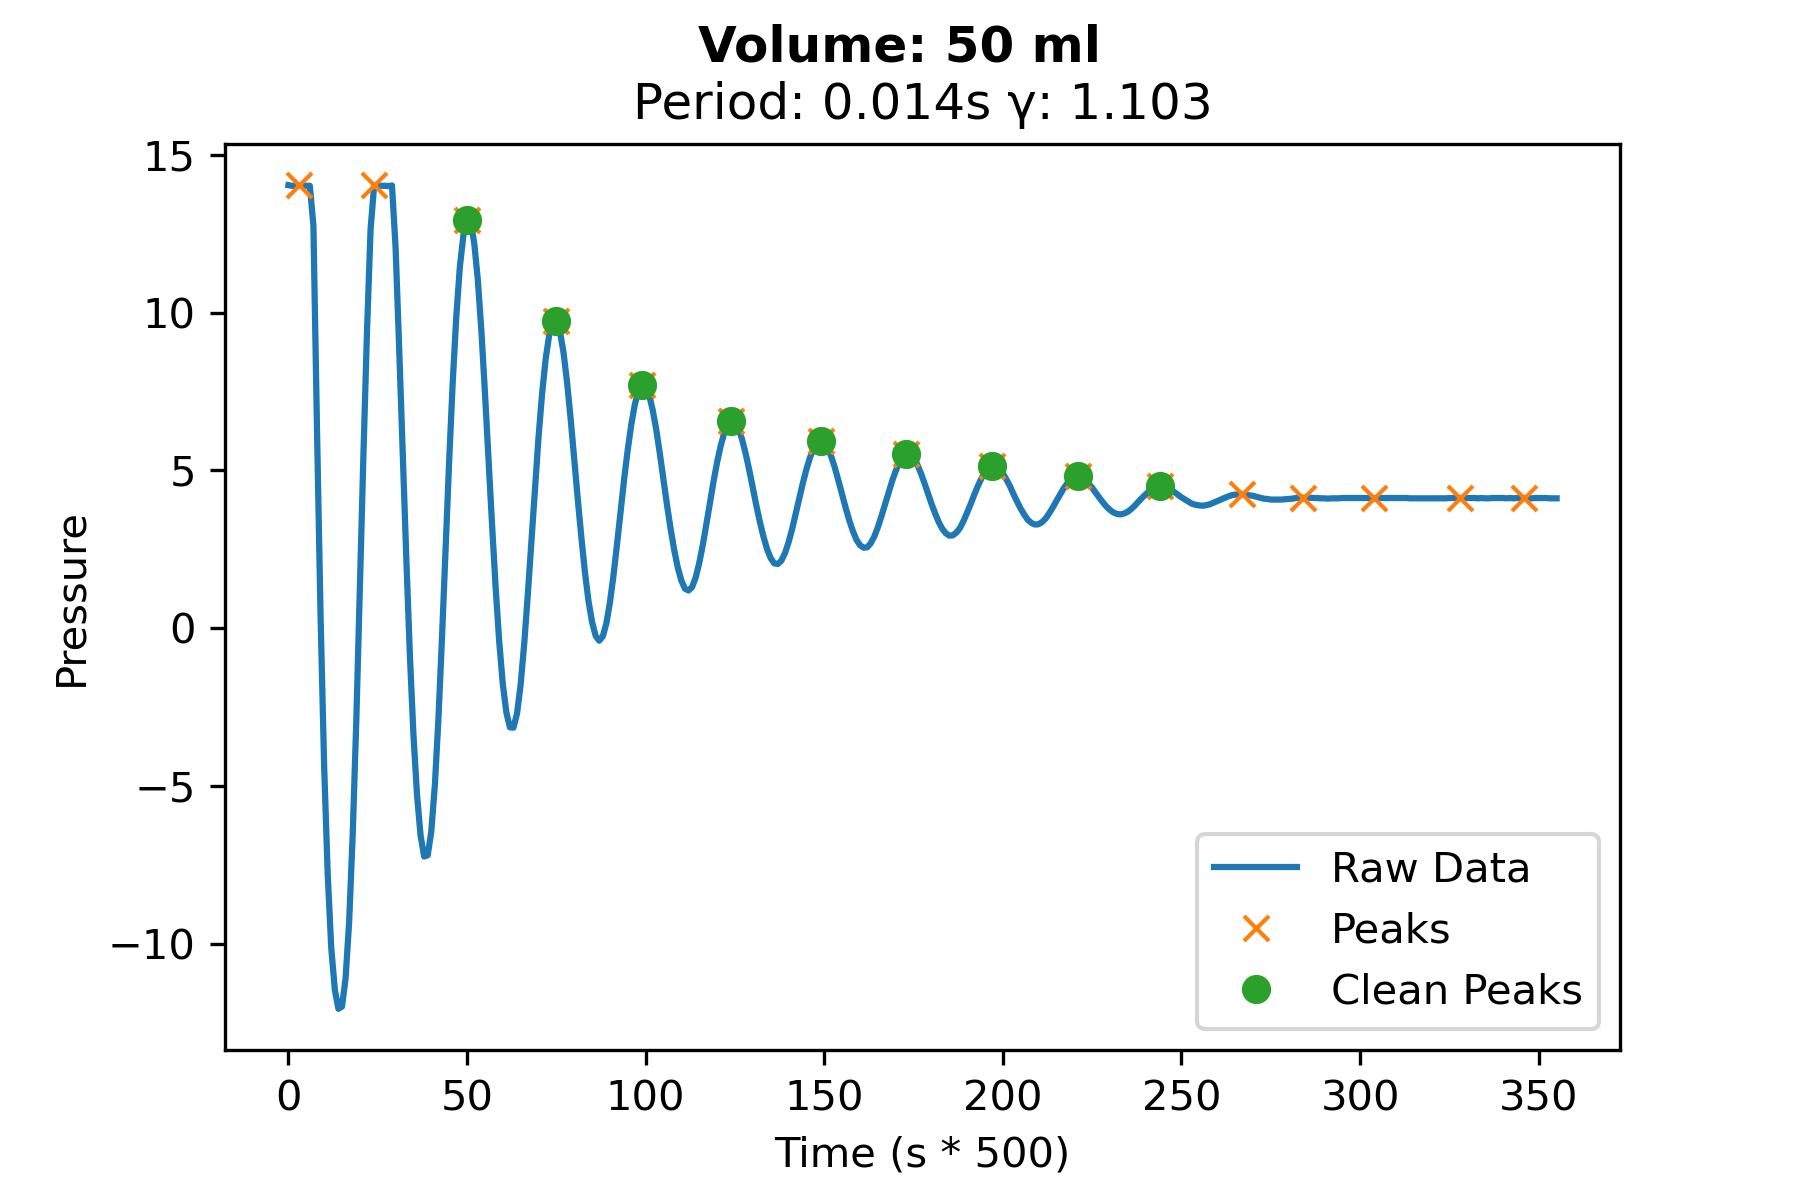 Volume: 50 ml
Period: 0.014s γ: 1.103
15
10
5
0
−5
−10
Pressure
0 50 100 150 200 250 300 350
Time (s * 500)
Raw Data
Peaks
Clean Peaks